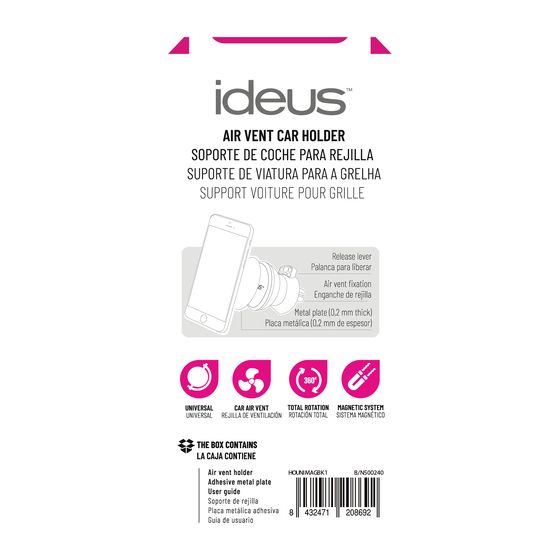 ideus™
AIR VENT CAR HOLDER
SOPORTE DE COCHE PARA REJILLA
SUPORTE DE VIATURA PARA A GRELHA
SUPPORT VOITURE POUR GRILLE
Release lever
Palanca para liberar
Air vent fixation
Enganche de rejilla
Metal plate (0,2 mm thick)
Placa metálica (0,2 mm de espesor)
360º
UNIVERSAL
UNIVERSAL
CAR AIR VENT
REJILLA DE VENTILACIÓN
TOTAL ROTATION
ROTACIÓN TOTAL
MAGNETIC SYSTEM
SISTEMA MAGNÉTICO
THE BOX CONTAINS
LA CAJA CONTIENE
Air vent holder
Adhesive metal plate
User guide
Soporte de rejilla
Placa metálica adhesiva
Guía de usuario
HOUNIMAGBK1 B/N500240
8 432471 208692